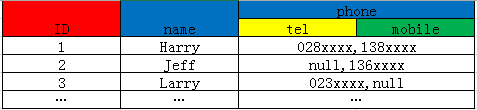 phone
ID name tel mobile
1 Harry 028xxxx,138xxxx
2 Jeff null,136xxxx
3 Larry 023xxxx,null
… … …